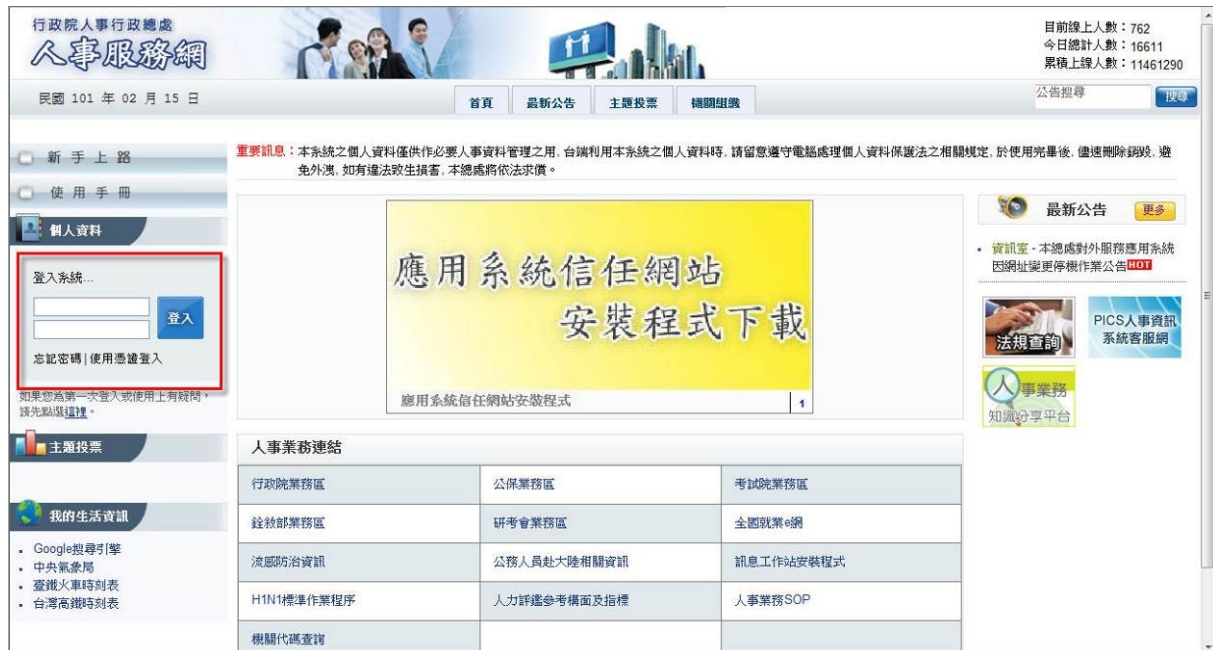 行政院人事行政總處
人事服務網
目前線上人數：762
今日總計人數：16611
累積上線人數：11461290
民國 101 年 02 月 15 日
首頁
最新公告
主題投票
機關組織
公告搜尋
搜尋
新手上路
使用手冊
個人資料
登入系統...
登入
忘記密碼|使用憑證登入
如果您為第一次登入或使用上有疑問，
請先點選這裡。
主題投票
我的生活資訊
Google搜尋引擎
中央氣象局
臺鐵火車時刻表
台灣高鐵時刻表
重要訊息：本系統之個人資料僅供作必要人事資料管理之用, 台端利用本系統之個人資料時, 請留意遵守電腦處理個人資料保護法之相關規定, 於使用完畢後, 儘速刪除銷毀, 避
免外洩, 如有違法致生損害, 本總處將依法求償。
應用系統信任網站
安裝程式下載
應用系統信任網站安裝程式
1
人事業務連結
行政院業務區
公保業務區
考試院業務區
銓敘部業務區
研考會業務區
全國就業e網
流感防治資訊
公務人員赴大陸相關資訊
訊息工作站安裝程式
H1N1標準作業程序
人力評鑑參考構面及指標
人事業務SOP
機關代碼查詢
最新公告
更多
資訊室 - 本總處對外服務應用系統
因網址變更停機作業公告HOT
法規查詢
PICS人事資訊
系統客服網
人事業務
知識分享平台